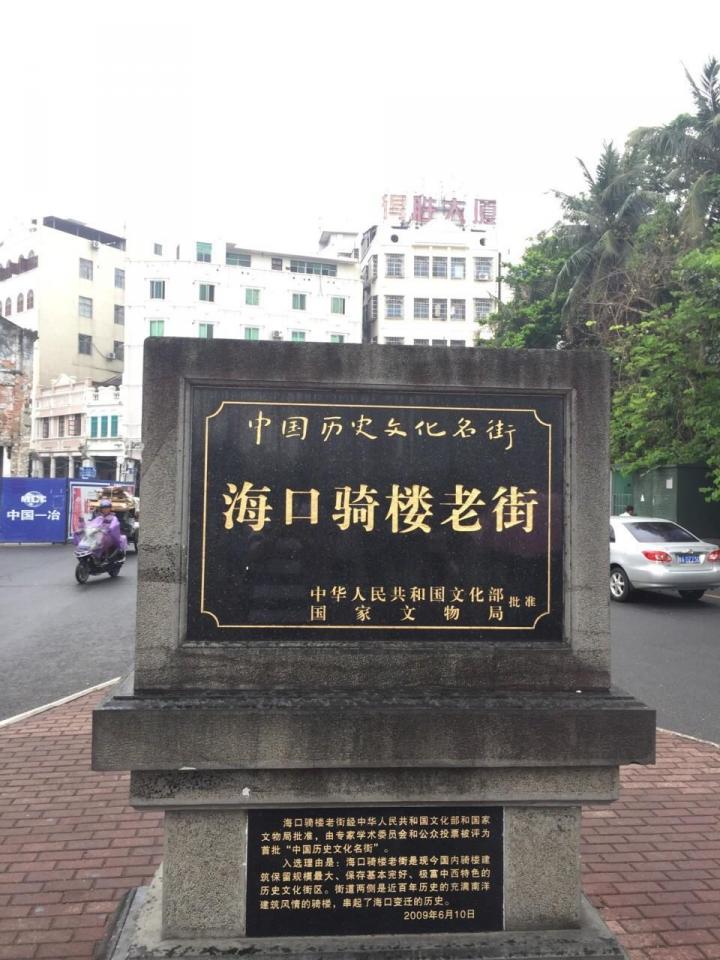 得胜大厦
中国历史文化名街
海口骑楼老街
中华人民共和国文化部
国家文物局
批准
MCC
中国一冶
海口骑楼老街经中华人民共和国文化部和国家
文物局批准，由专家学术委员会和公众投票被评为
首批“中国历史文化名街”。
入选理由是：海口骑楼老街是现今国内骑楼建
筑保留规模最大、保存基本完好、极富中西特色的
历史文化街区。街道两侧是近百年历史的充满南洋
建筑风情的骑楼，串起了海口变迁的历史。
2009年6月10日